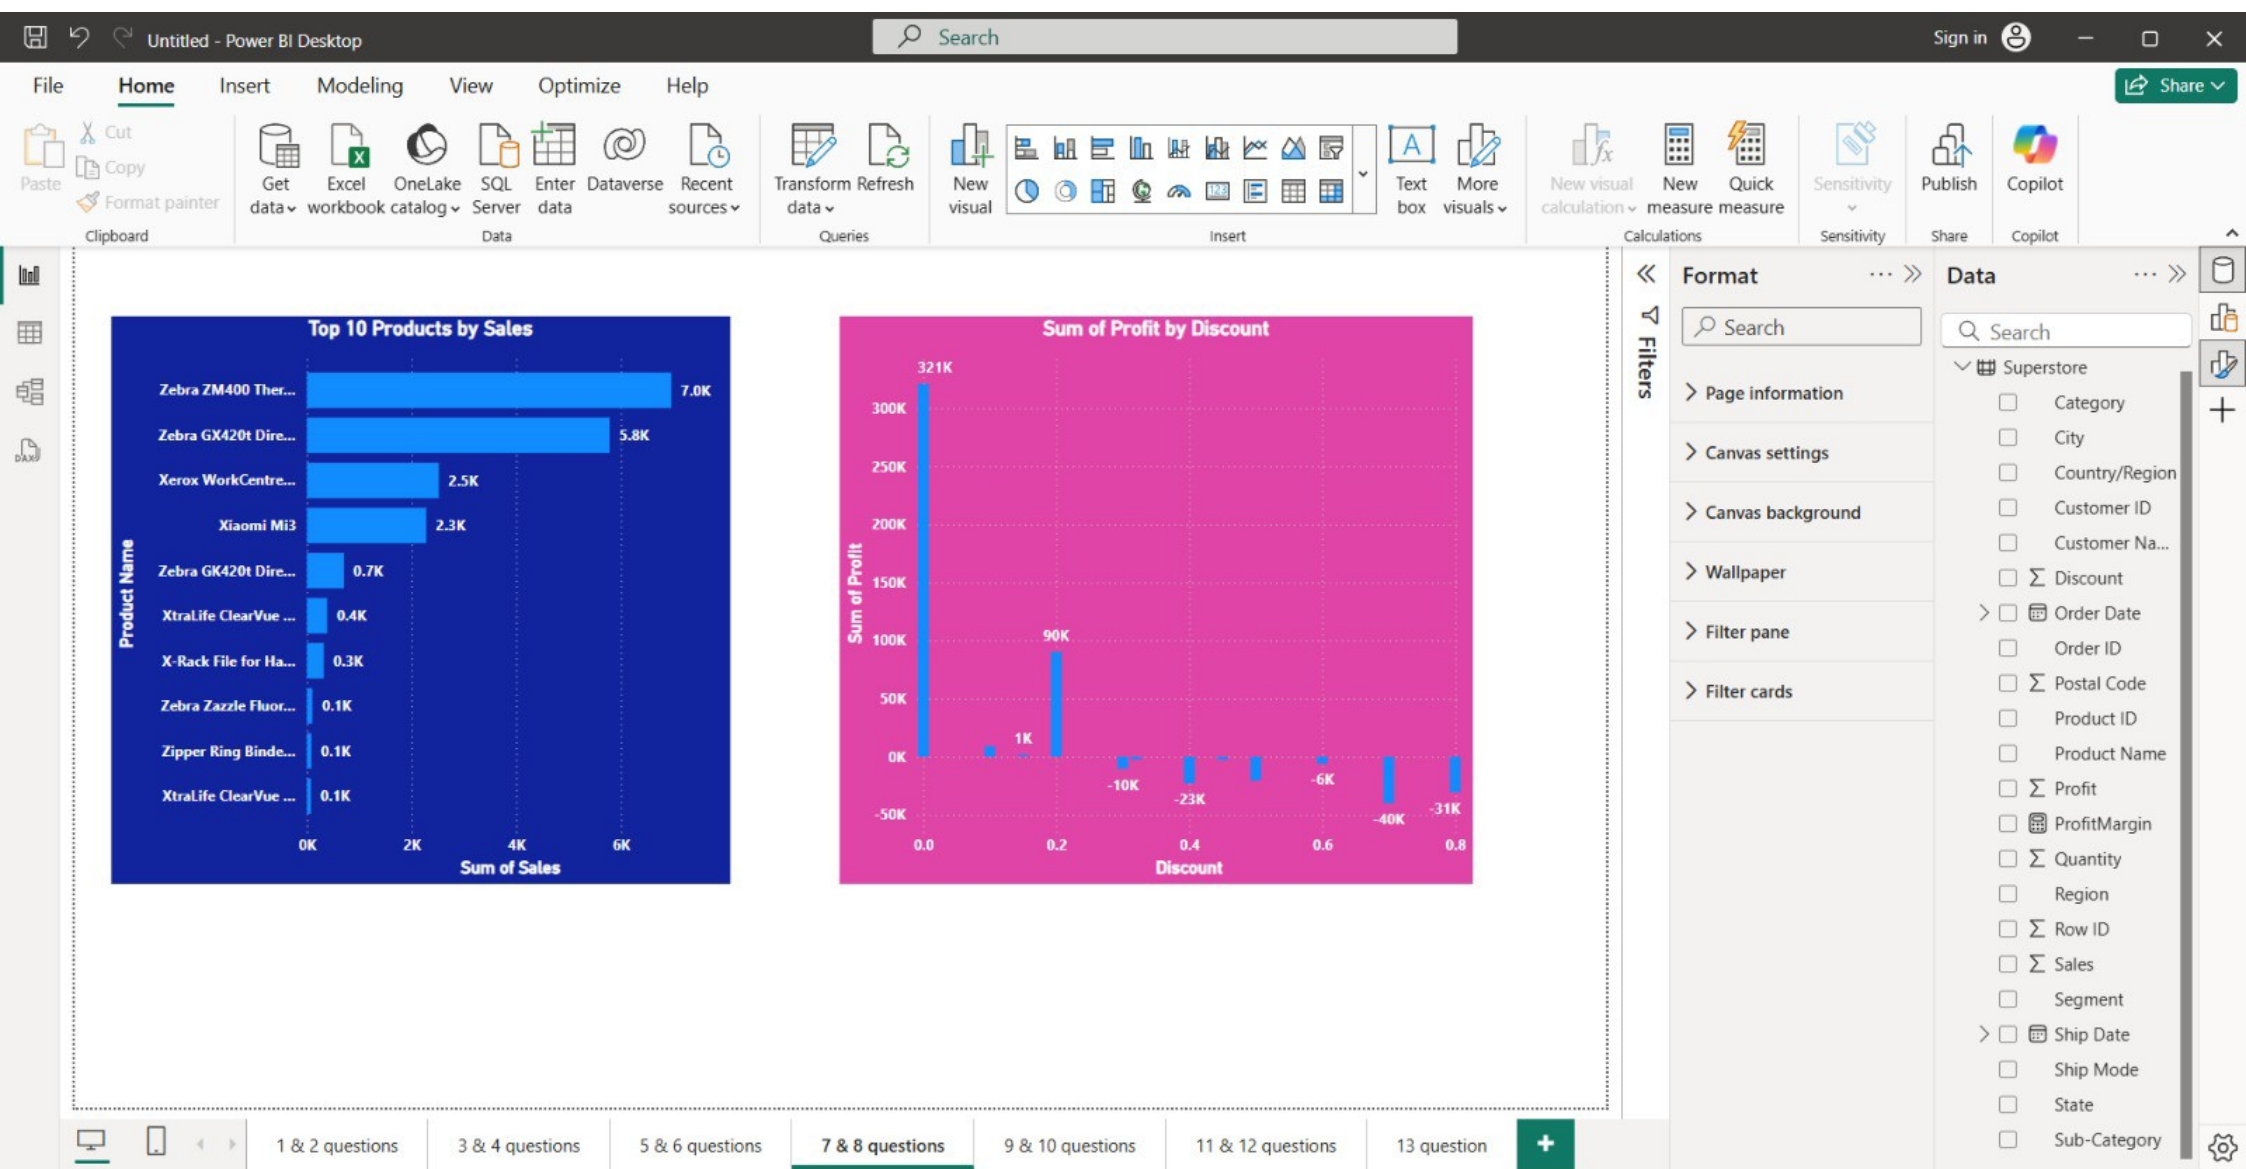 Untitled - Power BI Desktop
Search
Sign in
File Home Insert Modeling View Optimize Help
Share
Paste
Cut
Copy
Format painter
Clipboard
Get data
Excel workbook
OneLake catalog
SQL Server
Enter data
Dataverse
Recent sources
Data
Transform data
Refresh
Queries
New visual
123
Insert
A
Text box
More visuals
New visual calculation
New measure
Quick measure
Calculations
Sensitivity
Sensitivity
Publish
Share
Copilot
Copilot
DAX
Top 10 Products by Sales
Product Name
Zebra ZM400 Ther... 7.0K
Zebra GX420t Dire... 5.8K
Xerox WorkCentre... 2.5K
Xiaomi Mi3 2.3K
Zebra GK420t Dire... 0.7K
XtraLife ClearVue ... 0.4K
X-Rack File for Ha... 0.3K
Zebra Zazzle Fluor... 0.1K
Zipper Ring Binde... 0.1K
XtraLife ClearVue ... 0.1K
0K 2K 4K 6K
Sum of Sales
Sum of Profit by Discount
Sum of Profit
321K
300K
250K
200K
150K
100K
90K
50K
1K
0K
-10K
-23K
-6K
-40K
-31K
-50K
0.0 0.2 0.4 0.6 0.8
Discount
Filters
Format
Search
Page information
Canvas settings
Canvas background
Wallpaper
Filter pane
Filter cards
Data
Search
Superstore
Category
City
Country/Region
Customer ID
Customer Na...
Σ Discount
Order Date
Order ID
Σ Postal Code
Product ID
Product Name
Σ Profit
ProfitMargin
Σ Quantity
Region
Σ Row ID
Σ Sales
Segment
Ship Date
Ship Mode
State
Sub-Category
1 & 2 questions 3 & 4 questions 5 & 6 questions 7 & 8 questions 9 & 10 questions 11 & 12 questions 13 question